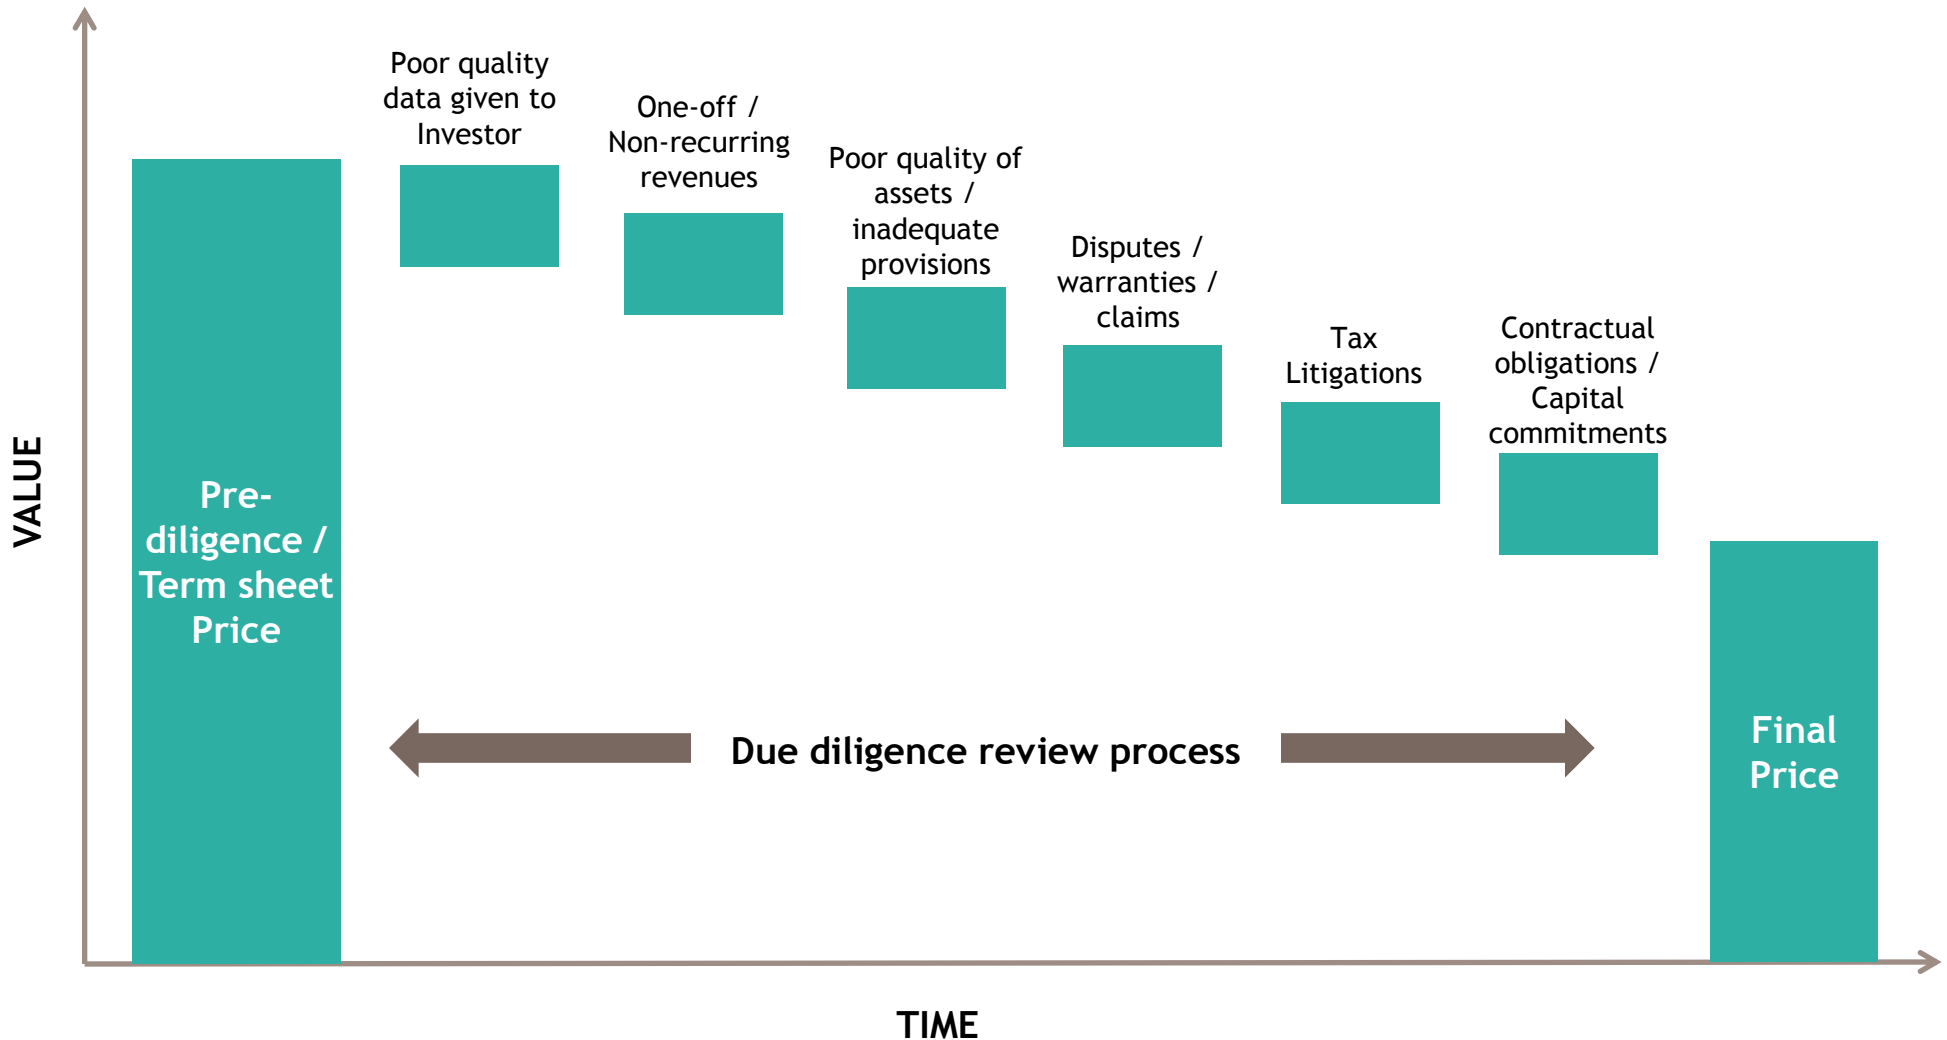 Poor quality
data given to
Investor
One-off /
Non-recurring
revenues
Poor quality of
assets /
inadequate
provisions
Disputes /
warranties /
claims
Tax
Litigations
Contractual
obligations /
Capital
commitments
VALUE
Pre-
diligence /
Term sheet
Price
Due diligence review process
Final
Price
TIME